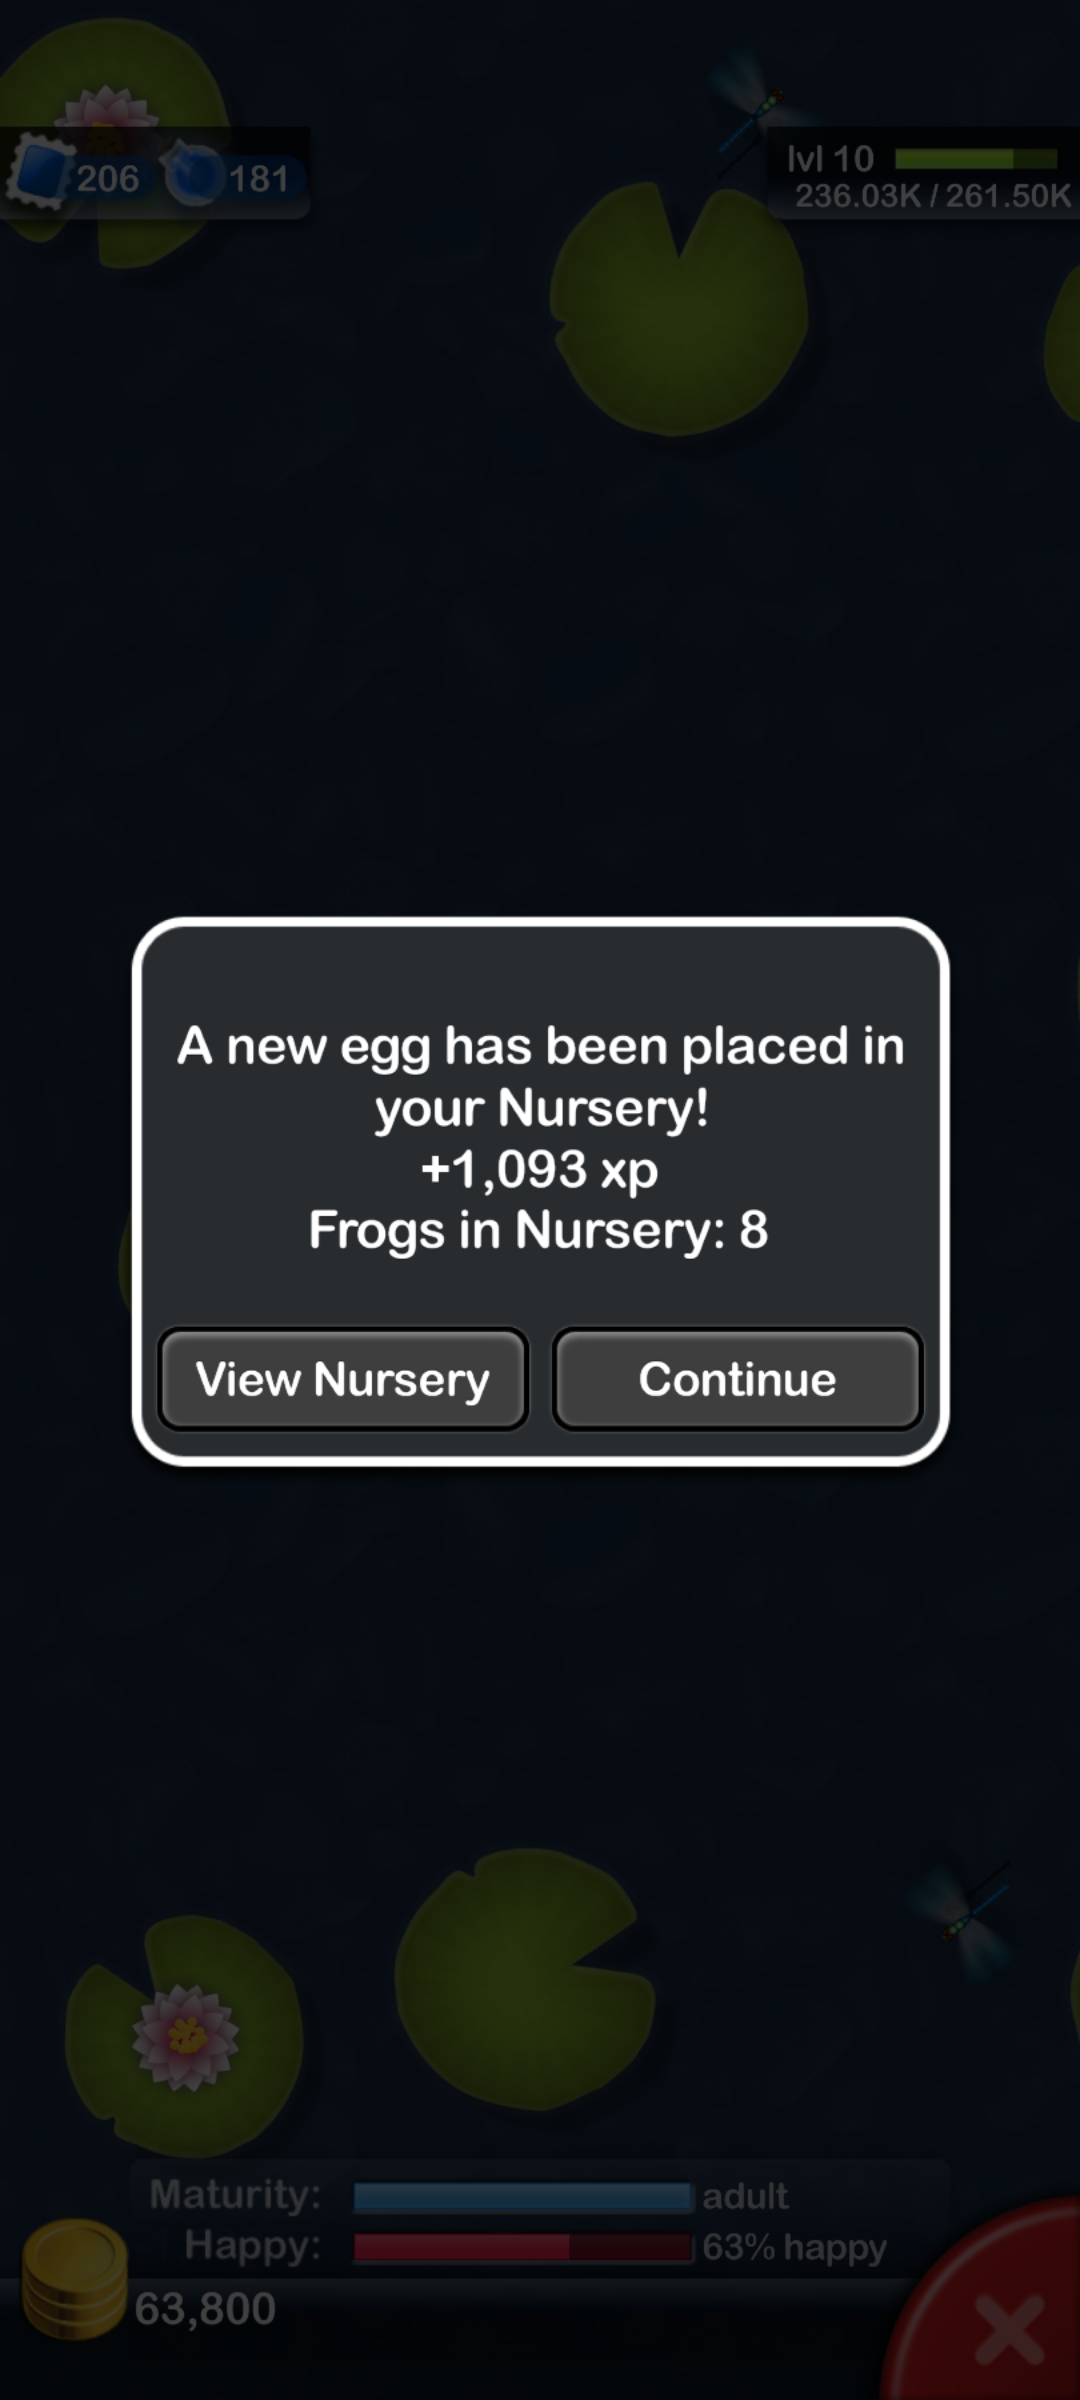 206 181
lvl 10
236.03K / 261.50K
A new egg has been placed in
your Nursery!
+1,093 xp
Frogs in Nursery: 8
View Nursery Continue
Maturity: adult
Happy: 63% happy
63,800